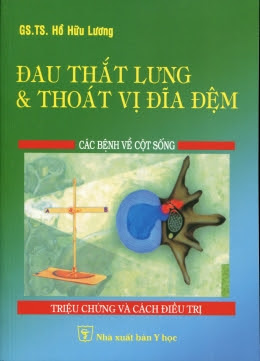 GS.TS. Hồ Hữu Lương
ĐAU THẮT LƯNG
& THOÁT VỊ ĐĨA ĐỆM
CÁC BỆNH VỀ CỘT SỐNG
TRIỆU CHỨNG VÀ CÁCH ĐIỀU TRỊ
Nhà xuất bản Y học